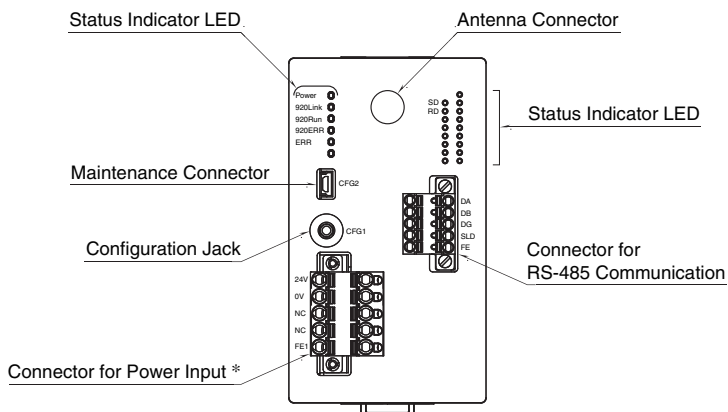 Status Indicator LED
Antenna Connector
Power
920Link
920Run
920ERR
ERR
SD
RD
Status Indicator LED
Maintenance Connector
CFG2
DA
DB
DG
SLD
FE
CFG1
Configuration Jack
Connector for
RS-485 Communication
24V
0V
NC
NC
FE1
Connector for Power Input *